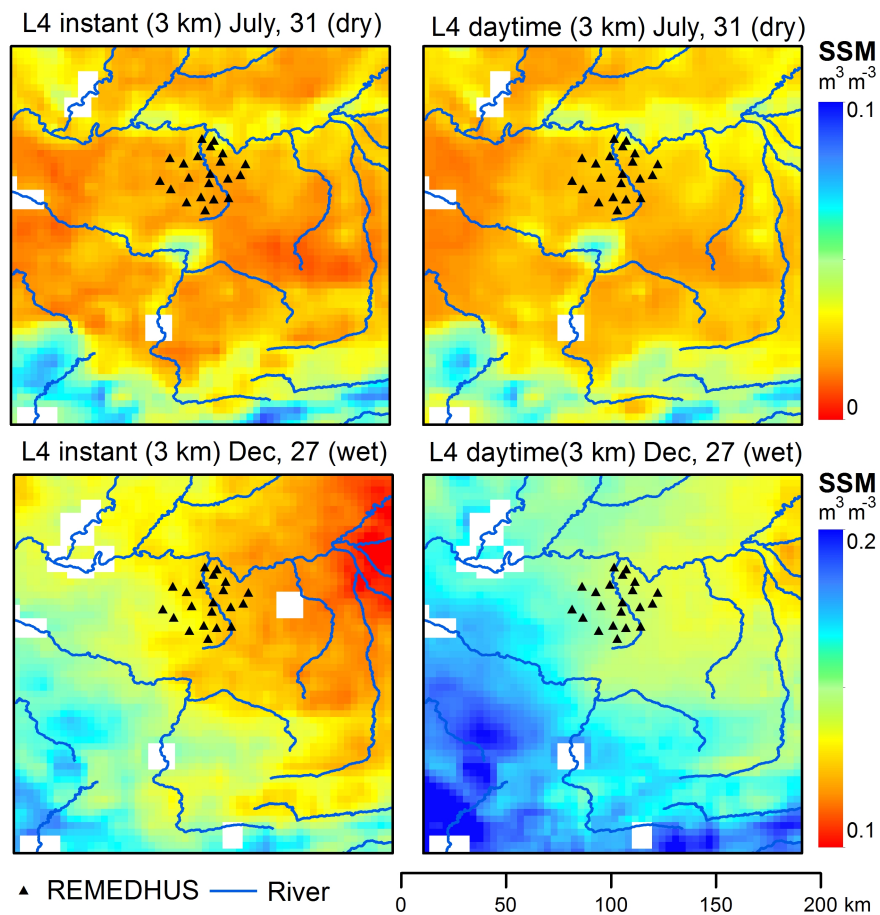 L4 instant (3 km) July, 31 (dry)
L4 daytime (3 km) July, 31 (dry)
SSM
m³ m⁻³
0.1
0
L4 instant (3 km) Dec, 27 (wet)
L4 daytime(3 km) Dec, 27 (wet)
SSM
m³ m⁻³
0.2
0.1
REMEDHUS
River
0 50 100 150 200 km